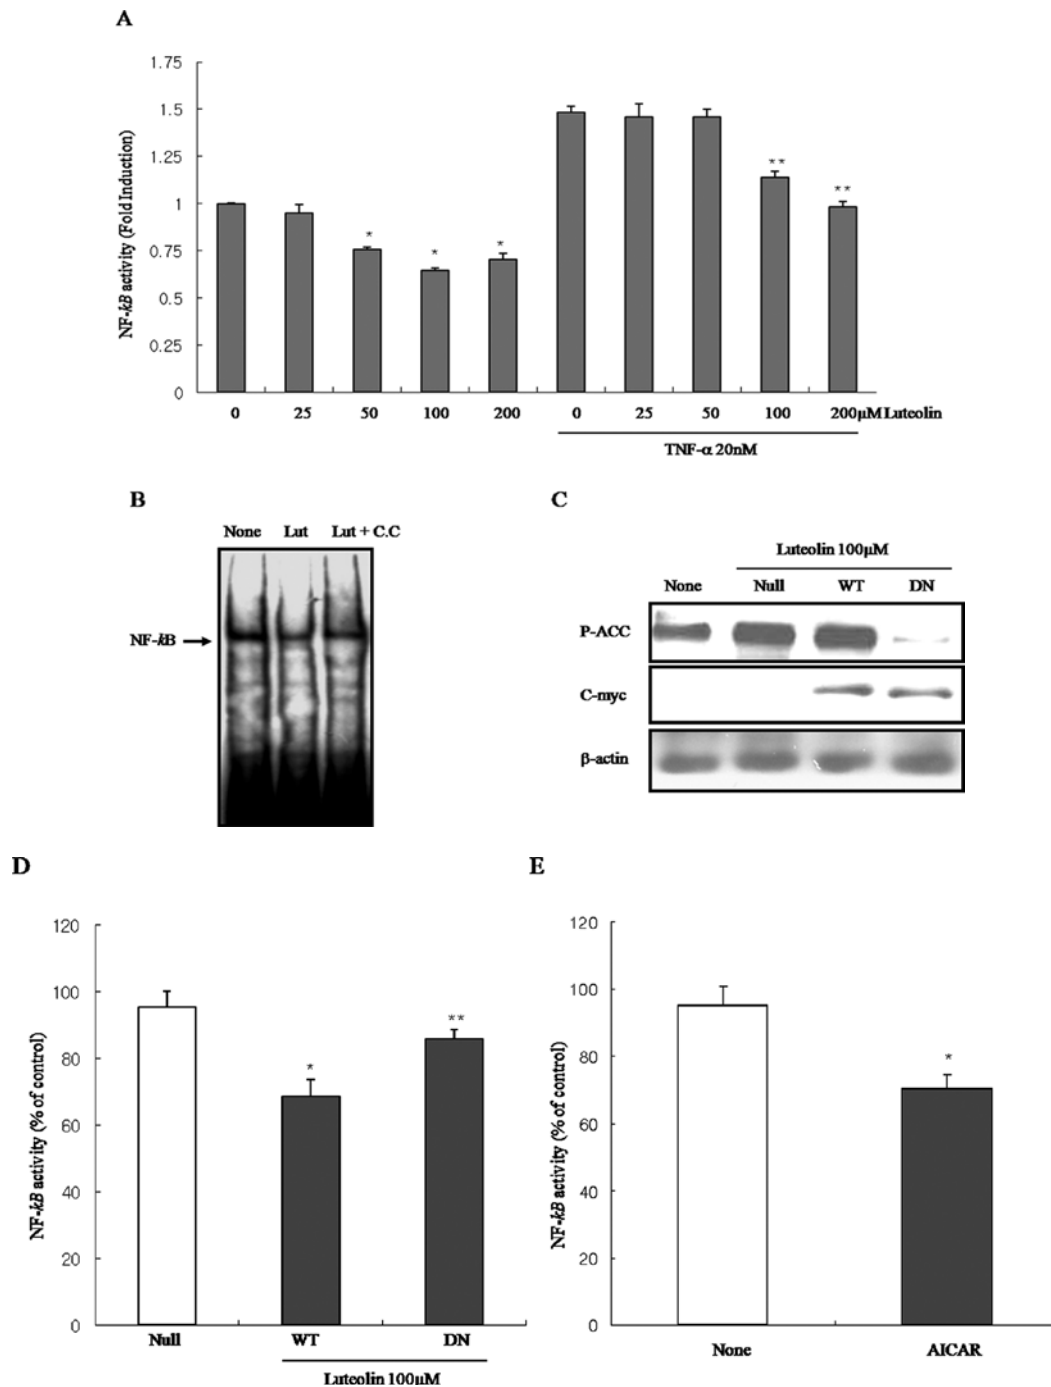 A
NF-kB activity (Fold Induction)
1.75
1.5
1.25
1
0.75
0.5
0.25
0
* * * ** **
0 25 50 100 200 0 25 50 100 200μM Luteolin
TNF-α 20nM
B
None Lut Lut + C.C
NF-kB
C
Luteolin 100μM
None Null WT DN
P-ACC
C-myc
β-actin
D
NF-kB activity (% of control)
120
100
80
60
40
20
0
* **
Null WT DN
Luteolin 100μM
E
NF-kB activity (% of control)
120
100
80
60
40
20
0
*
None AICAR